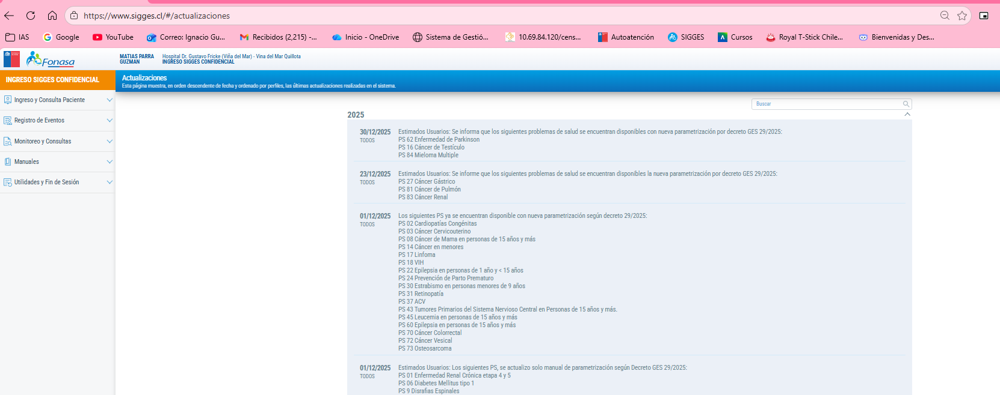 https://www.sigges.cl/#/actualizaciones
IAS Google YouTube Correo: Ignacio Gu... Recibidos (2,215) -... Inicio - OneDrive Sistema de Gestió... 10.69.84.120/cens... Autoatención SIGGES Cursos Royal T-Stick Chile... Bienvenidas y Des...
Fonasa
MATIAS PARRA GUZMAN
Hospital Dr. Gustavo Fricke (Viña del Mar) - Vina del Mar Quillota
INGRESO SIGGES CONFIDENCIAL
INGRESO SIGGES CONFIDENCIAL
Ingreso y Consulta Paciente
Registro de Eventos
Monitoreo y Consultas
Manuales
Utilidades y Fin de Sesión
Actualizaciones
Esta página muestra, en orden descendente de fecha y ordenado por perfiles, las últimas actualizaciones realizadas en el sistema.
Buscar
2025
30/12/2025 Estimados Usuarios: Se informa que los siguientes problemas de salud se encuentran disponibles con nueva parametrización por decreto GES 29/2025:
TODOS PS 62 Enfermedad de Parkinson
PS 16 Cáncer de Testículo
PS 84 Mieloma Multiple
23/12/2025 Estimados Usuarios: Se informe que los siguientes problemas de salud se encuentran disponibles la nueva parametrización por decreto GES 29/2025:
TODOS PS 27 Cáncer Gástrico
PS 81 Cáncer de Pulmón
PS 83 Cáncer Renal
01/12/2025 Los siguientes PS ya se encuentran disponible con nueva parametrización según decreto 29/2025:
TODOS PS 02 Cardiopatías Congénitas
PS 03 Cáncer Cervicouterino
PS 08 Cáncer de Mama en personas de 15 años y más
PS 14 Cáncer en menores
PS 17 Linfoma
PS 18 VIH
PS 22 Epilepsia en personas de 1 año y < 15 años
PS 24 Prevención de Parto Prematuro
PS 30 Estrabismo en personas menores de 9 años
PS 31 Retinopatía
PS 37 ACV
PS 43 Tumores Primarios del Sistema Nervioso Central en Personas de 15 años y más.
PS 45 Leucemia en personas de 15 años y más
PS 60 Epilepsia en personas de 15 años y más
PS 70 Cáncer Colorrectal
PS 72 Cáncer Vesical
PS 73 Osteosarcoma
01/12/2025 Estimados Usuarios: Los siguientes PS, se actualizo solo manual de parametrización según Decreto GES 29/2025:
TODOS PS 01 Enfermedad Renal Crónica etapa 4 y 5
PS 06 Diabetes Mellitus tipo 1
PS 9 Disrafias Espinales